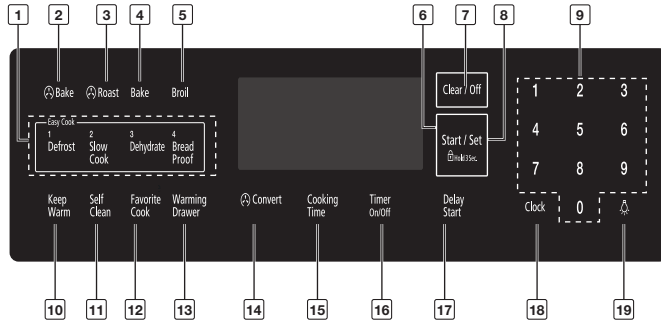 1 2 3 4 5 6 7 8 9
Bake Roast Bake Broil
Clear / Off
1 2 3
Easy Cook
1 2 3 4
Defrost Slow Cook Dehydrate Bread Proof
Start / Set
Hold 3 Sec.
4 5 6
7 8 9
Keep Warm
Self Clean
Favorite Cook
Warming Drawer
Convert
Cooking Time
Timer
On/Off
Delay Start
Clock 0
10 11 12 13 14 15 16 17 18 19